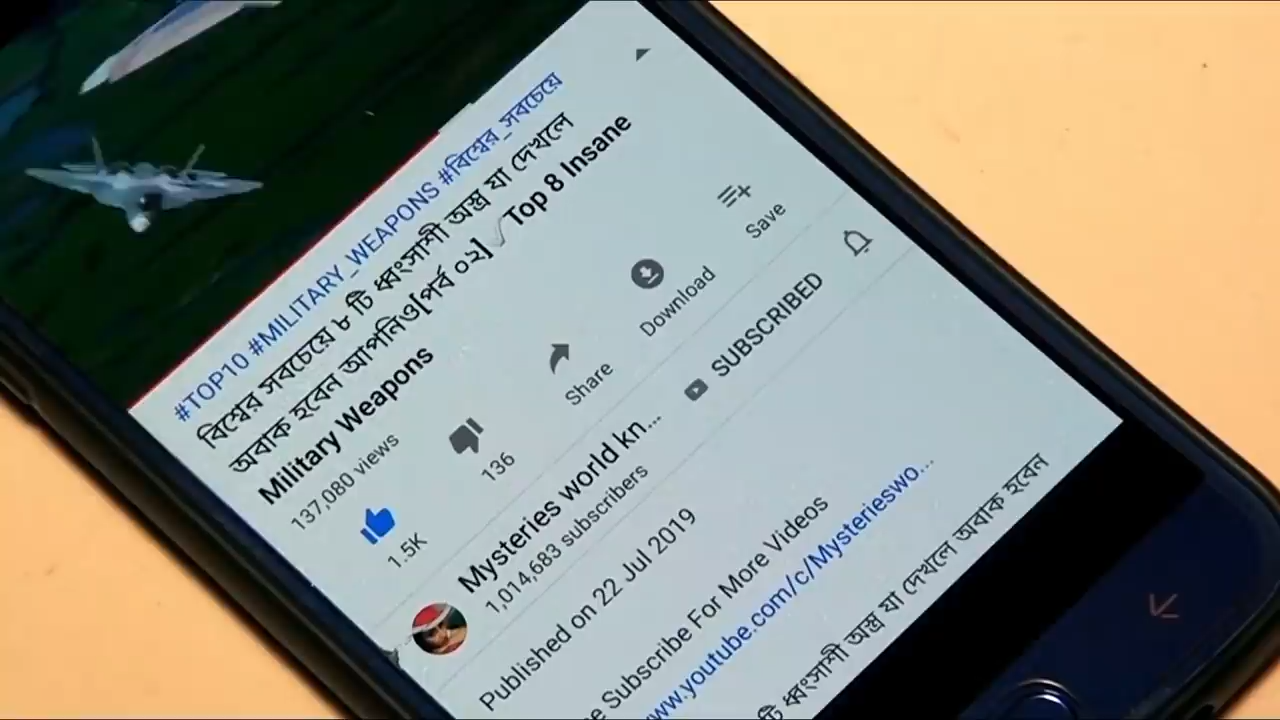 #TOP10 #MILITARY_WEAPONS #বিশ্বের_সবচেয়ে
বিশ্বের সবচেয়ে ৮ টি ধ্বংসাশী অস্ত্র যা দেখলে
অবাক হবেন আপনিও[পর্ব ০২] Top 8 Insane
Military Weapons
137,080 views
1.5K
136
Share
Download
Save
Mysteries world kn...
SUBSCRIBED
1,014,683 subscribers
Published on 22 Jul 2019
Subscribe For More Videos
www.youtube.com/c/Mysterieswo...
টি ধ্বংসাশী অস্ত্র যা দেখলে অবাক হবেন